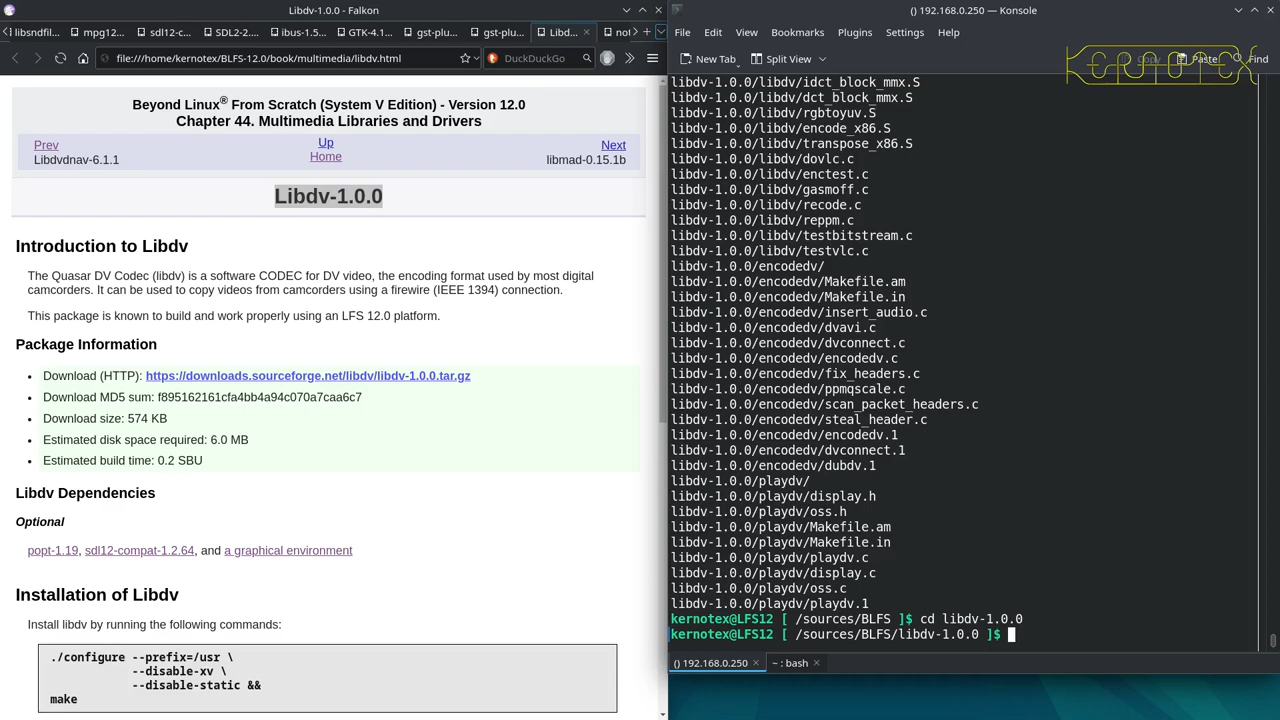 Libdv-1.0.0 - Falkon
libsndfil...
mpg12...
sdl12-c...
SDL2-2....
ibus-1.5...
GTK-4.1...
gst-plu...
gst-plu...
Libd...
file:///home/kernotex/BLFS-12.0/book/multimedia/libdv.html
DuckDuckGo
Beyond Linux® From Scratch (System V Edition) - Version 12.0
Chapter 44. Multimedia Libraries and Drivers
Prev
Up
Next
Libdvdnav-6.1.1
Home
libmad-0.15.1b
Libdv-1.0.0
Introduction to Libdv
The Quasar DV Codec (libdv) is a software CODEC for DV video, the encoding format used by most digital
camcorders. It can be used to copy videos from camcorders using a firewire (IEEE 1394) connection.
This package is known to build and work properly using an LFS 12.0 platform.
Package Information
• Download (HTTP): https://downloads.sourceforge.net/libdv/libdv-1.0.0.tar.gz
• Download MD5 sum: f895162161cfa4bb4a94c070a7caa6c7
• Download size: 574 KB
• Estimated disk space required: 6.0 MB
• Estimated build time: 0.2 SBU
Libdv Dependencies
Optional
popt-1.19, sdl12-compat-1.2.64, and a graphical environment
Installation of Libdv
Install libdv by running the following commands:
./configure --prefix=/usr \
--disable-xv \
--disable-static &&
make
() 192.168.0.250 — Konsole
File Edit View Bookmarks Plugins Settings Help
New Tab
Split View
Copy
Paste
Find
KERNOTEX
libdv-1.0.0/libdv/idct_block_mmx.S
libdv-1.0.0/libdv/dct_block_mmx.S
libdv-1.0.0/libdv/rgbtoyuv.S
libdv-1.0.0/libdv/encode_x86.S
libdv-1.0.0/libdv/transpose_x86.S
libdv-1.0.0/libdv/dovlc.c
libdv-1.0.0/libdv/enctest.c
libdv-1.0.0/libdv/gasmoff.c
libdv-1.0.0/libdv/recode.c
libdv-1.0.0/libdv/reppm.c
libdv-1.0.0/libdv/testbitstream.c
libdv-1.0.0/libdv/testvlc.c
libdv-1.0.0/encodedv/
libdv-1.0.0/encodedv/Makefile.am
libdv-1.0.0/encodedv/Makefile.in
libdv-1.0.0/encodedv/insert_audio.c
libdv-1.0.0/encodedv/dvavi.c
libdv-1.0.0/encodedv/dvconnect.c
libdv-1.0.0/encodedv/encodedv.c
libdv-1.0.0/encodedv/fix_headers.c
libdv-1.0.0/encodedv/ppmqscale.c
libdv-1.0.0/encodedv/scan_packet_headers.c
libdv-1.0.0/encodedv/steal_header.c
libdv-1.0.0/encodedv/encodedv.1
libdv-1.0.0/encodedv/dvconnect.1
libdv-1.0.0/encodedv/dubdv.1
libdv-1.0.0/playdv/
libdv-1.0.0/playdv/display.h
libdv-1.0.0/playdv/oss.h
libdv-1.0.0/playdv/Makefile.am
libdv-1.0.0/playdv/Makefile.in
libdv-1.0.0/playdv/playdv.c
libdv-1.0.0/playdv/display.c
libdv-1.0.0/playdv/oss.c
libdv-1.0.0/playdv/playdv.1
kernotex@LFS12 [ /sources/BLFS ]$ cd libdv-1.0.0
kernotex@LFS12 [ /sources/BLFS/libdv-1.0.0 ]$
() 192.168.0.250
~ : bash